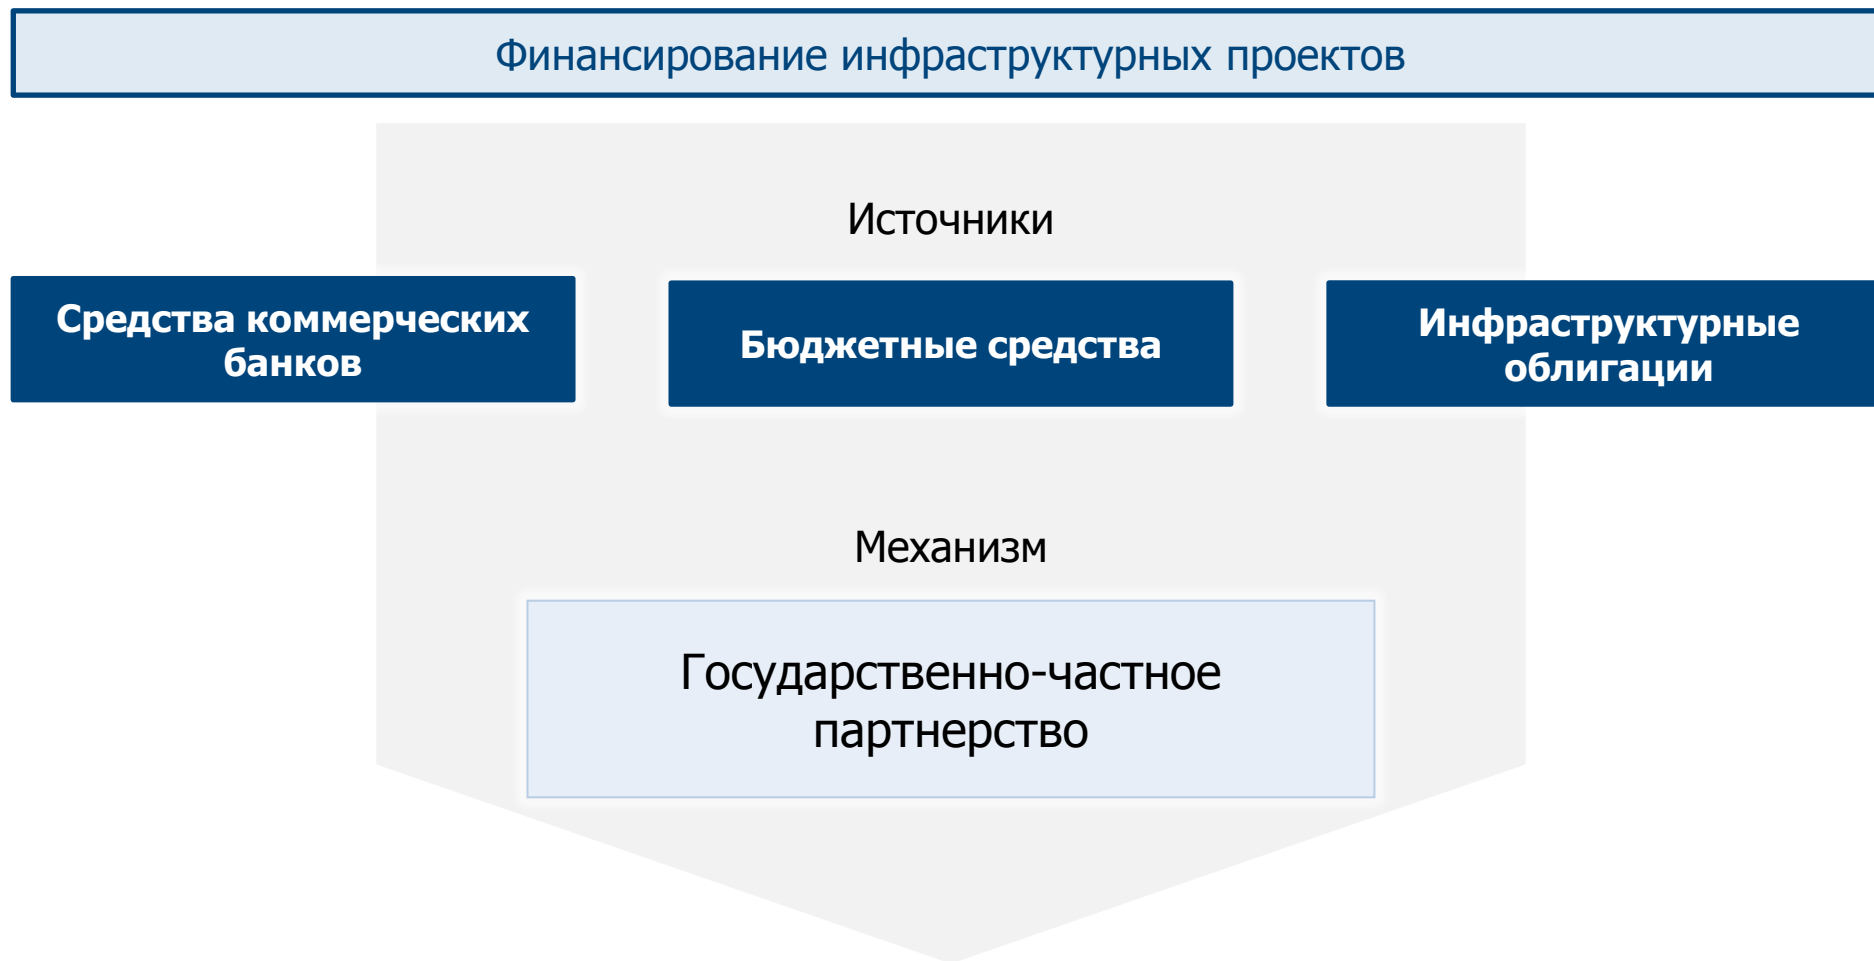 Финансирование инфраструктурных проектов
Источники
Средства коммерческих
банков
Бюджетные средства
Инфраструктурные
облигации
Механизм
Государственно-частное
партнерство